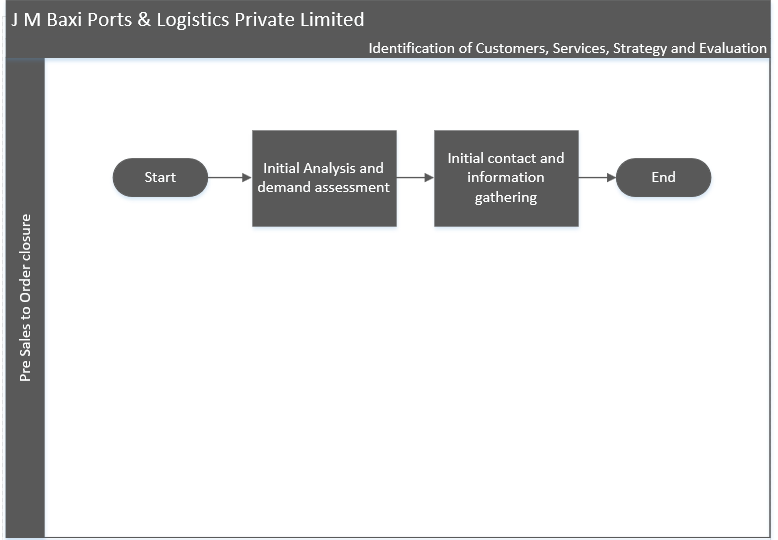 J M Baxi Ports & Logistics Private Limited
Identification of Customers, Services, Strategy and Evaluation
Pre Sales to Order closure
Start
Initial Analysis and
demand assessment
Initial contact and
information
gathering
End